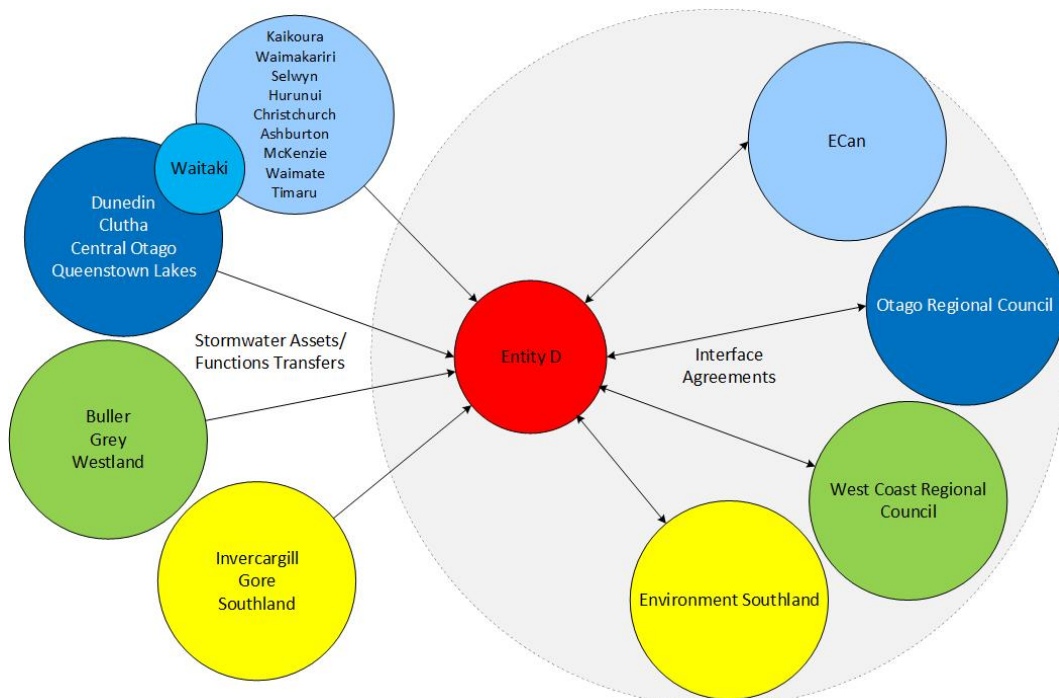 Kaikoura
Waimakariri
Selwyn
Hurunui
Christchurch
Ashburton
McKenzie
Waimate
Timaru
Waitaki
Dunedin
Clutha
Central Otago
Queenstown Lakes
Buller
Grey
Westland
Invercargill
Gore
Southland
Stormwater Assets/
Functions Transfers
Entity D
Interface
Agreements
ECan
Otago Regional Council
West Coast Regional
Council
Environment Southland